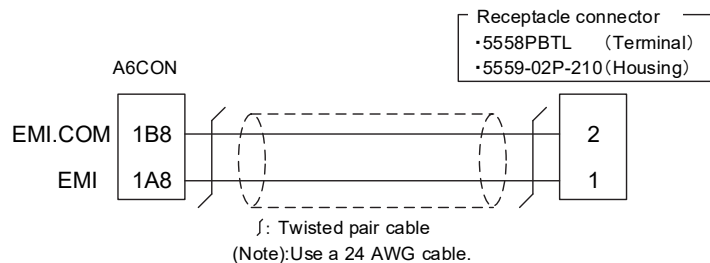 Receptacle connector
・5558PBTL (Terminal)
・5559-02P-210(Housing)
A6CON
EMI.COM 1B8 2
EMI 1A8 1
∫: Twisted pair cable
(Note):Use a 24 AWG cable.